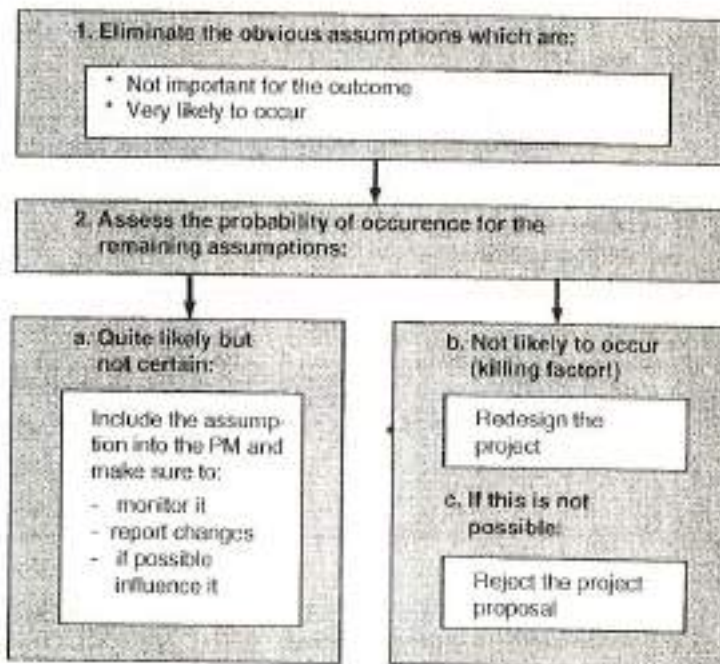 1. Eliminate the obvious assumptions which are:
* Not important for the outcome
* Very likely to occur
2. Assess the probability of occurence for the
remaining assumptions:
a. Quite likely but
not certain:
Include the assump-
tion into the PM and
make sure to:
- monitor it
- report changes
- if possible
influence it
b. Not likely to occur
(killing factor!)
Redesign the
project
c. If this is not
possible:
Reject the project
proposal